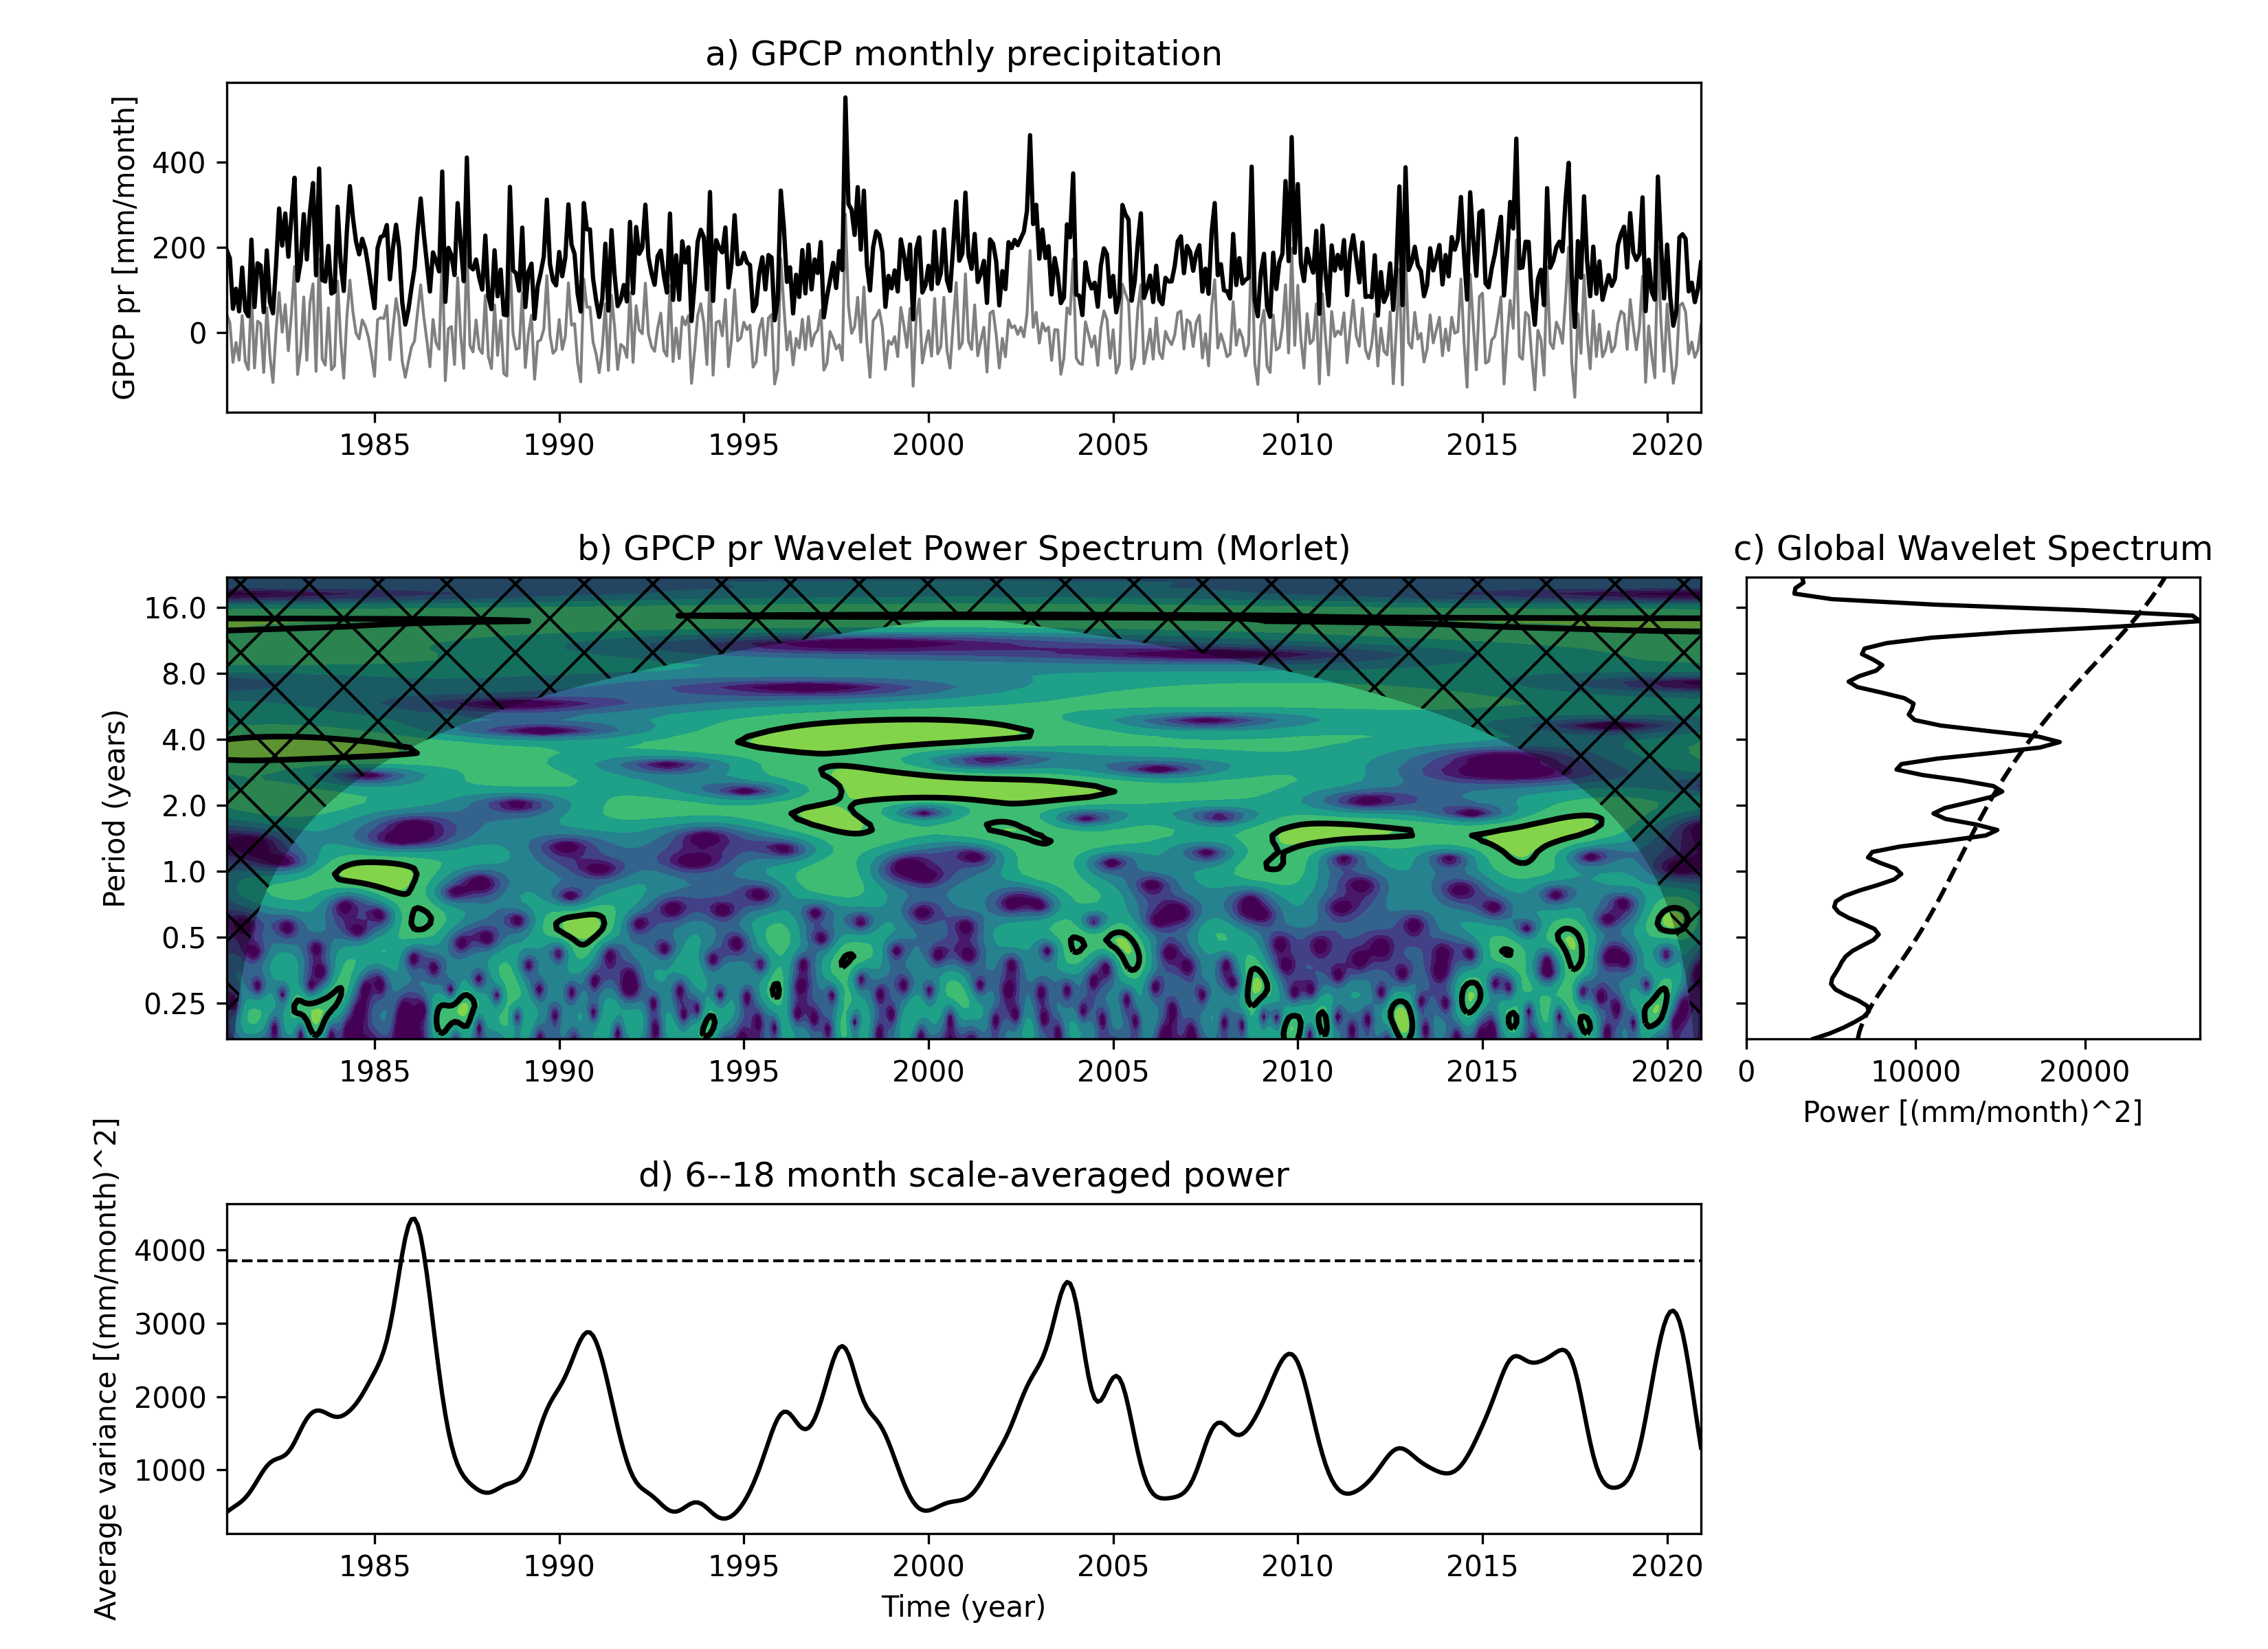 a) GPCP monthly precipitation
GPCP pr [mm/month]
400
200
0
1985 1990 1995 2000 2005 2010 2015 2020
b) GPCP pr Wavelet Power Spectrum (Morlet)
Period (years)
16.0
8.0
4.0
2.0
1.0
0.5
0.25
1985 1990 1995 2000 2005 2010 2015 2020
c) Global Wavelet Spectrum
0 10000 20000
Power [(mm/month)^2]
d) 6--18 month scale-averaged power
Average variance [(mm/month)^2]
4000
3000
2000
1000
1985 1990 1995 2000 2005 2010 2015 2020
Time (year)